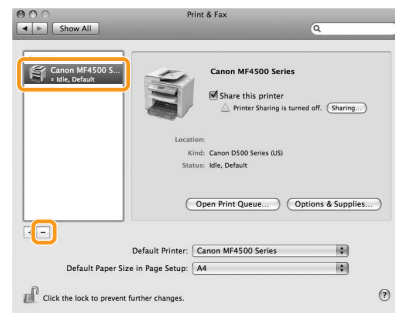 Print & Fax
Show All
Canon MF4500 S...
Idle, Default
Canon MF4500 Series
Share this printer
Printer Sharing is turned off. Sharing...
Location:
Kind: Canon D500 Series (US)
Status: Idle, Default
Open Print Queue... Options & Supplies...
+ −
Default Printer: Canon MF4500 Series
Default Paper Size in Page Setup: A4
Click the lock to prevent further changes. ?